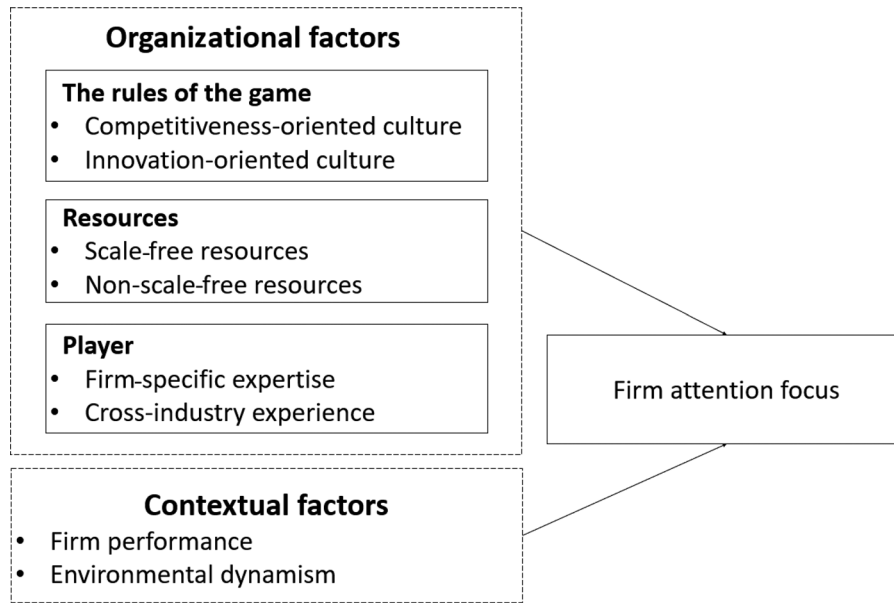 Organizational factors
The rules of the game
• Competitiveness-oriented culture
• Innovation-oriented culture
Resources
• Scale-free resources
• Non-scale-free resources
Player
• Firm-specific expertise
• Cross-industry experience
Firm attention focus
Contextual factors
• Firm performance
• Environmental dynamism